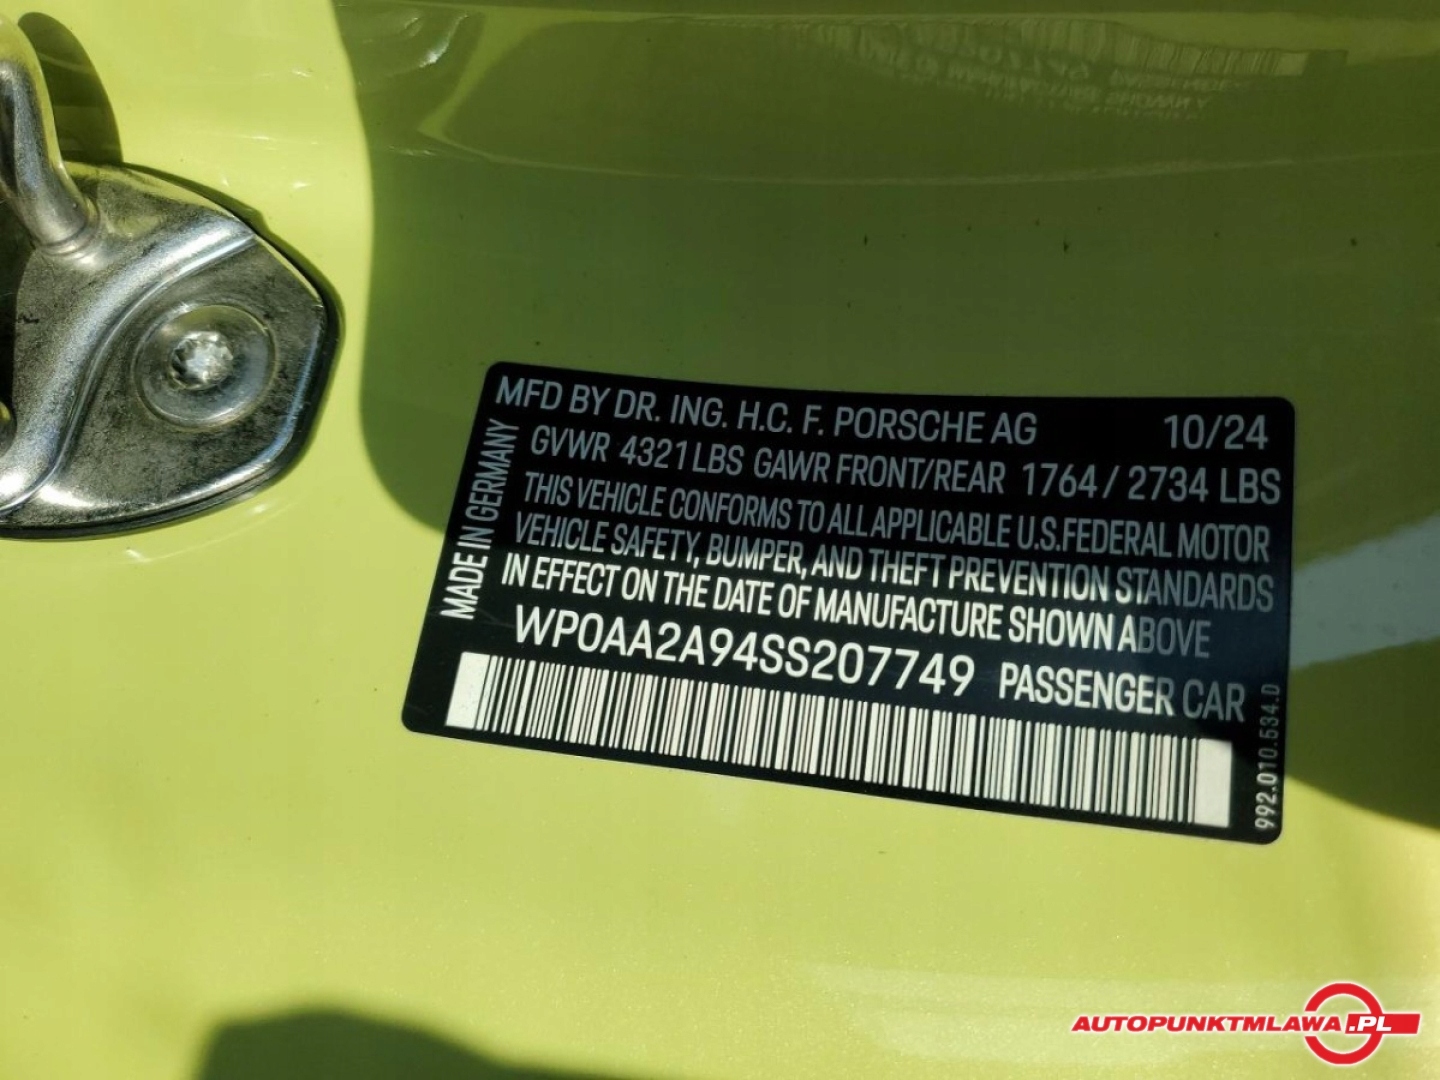 MFD BY DR. ING. H.C. F. PORSCHE AG 10/24
GVWR 4321 LBS GAWR FRONT/REAR 1764 / 2734 LBS
THIS VEHICLE CONFORMS TO ALL APPLICABLE U.S.FEDERAL MOTOR
VEHICLE SAFETY, BUMPER, AND THEFT PREVENTION STANDARDS
IN EFFECT ON THE DATE OF MANUFACTURE SHOWN ABOVE
WP0AA2A94SS207749 PASSENGER CAR
MADE IN GERMANY
992.010.534.D
AUTOPUNKTMLAWA.PL